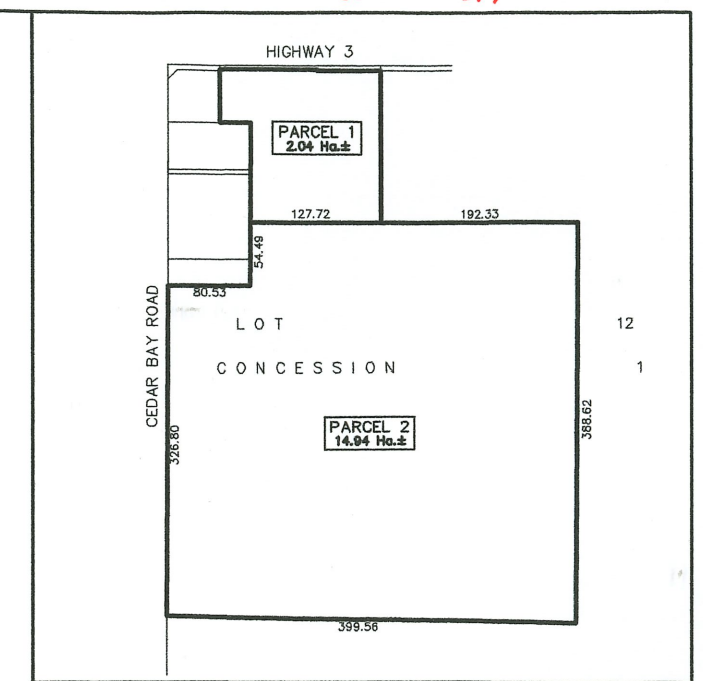 HIGHWAY 3
PARCEL 1
2.04 Ha.±
127.72
192.33
54.49
80.53
CEDAR BAY ROAD
LOT 12
CONCESSION 1
PARCEL 2
14.94 Ha.±
326.80
388.62
399.56